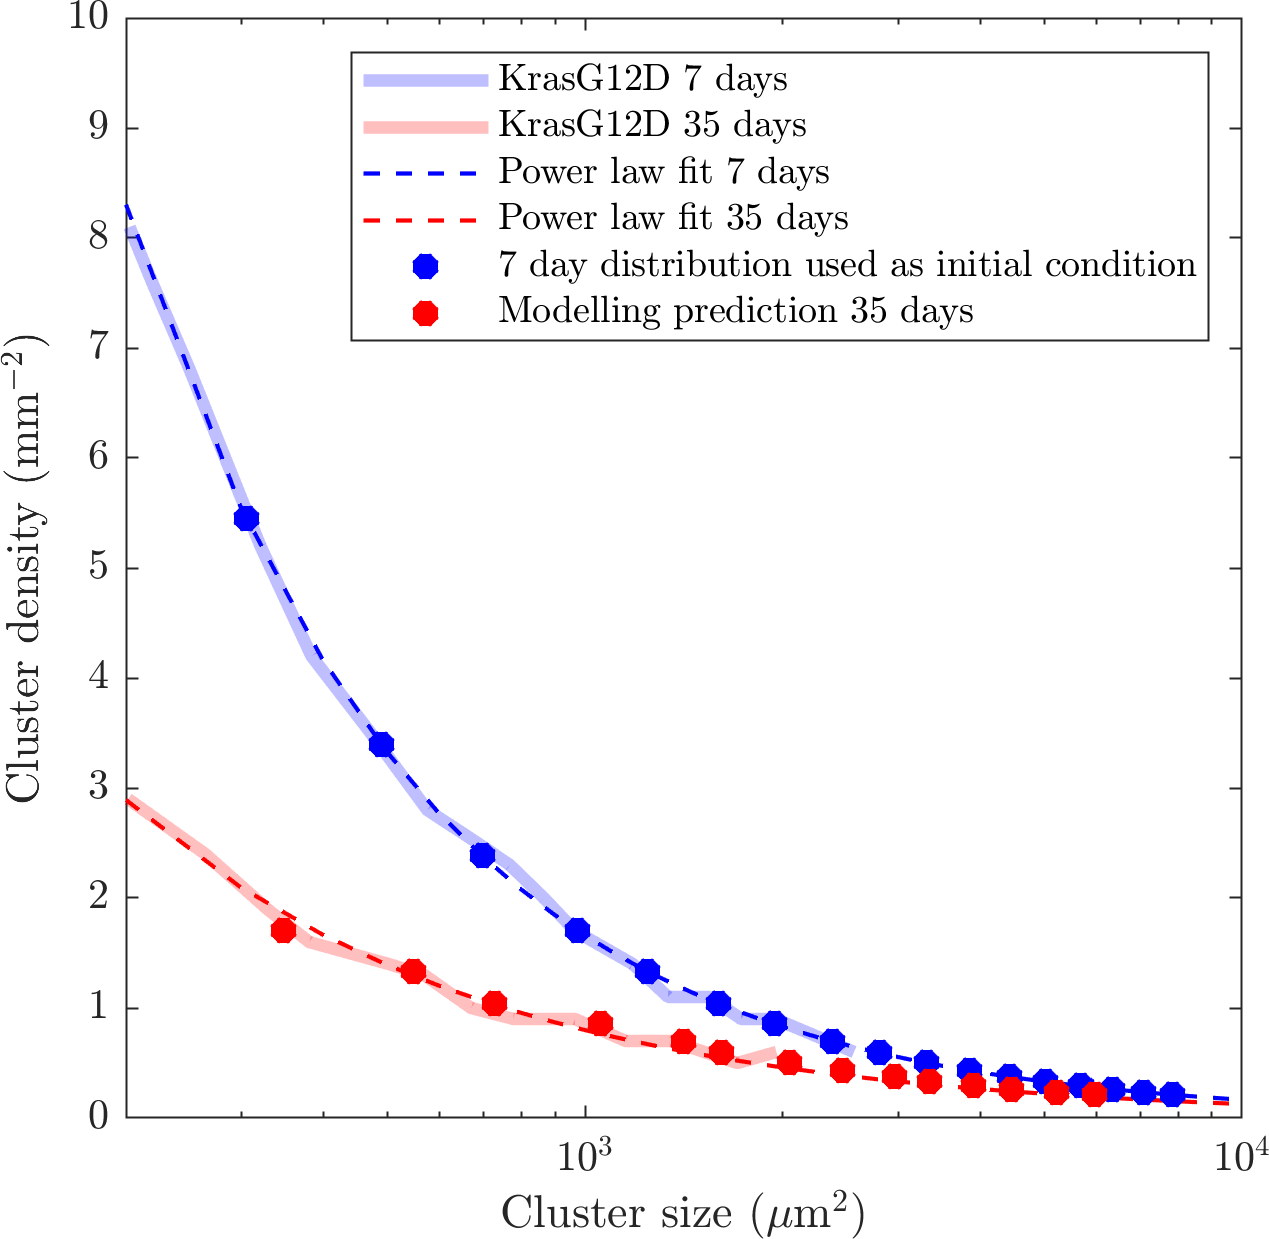 10
9
8
7
6
5
4
3
2
1
0
Cluster density (mm⁻²)
KrasG12D 7 days
KrasG12D 35 days
Power law fit 7 days
Power law fit 35 days
7 day distribution used as initial condition
Modelling prediction 35 days
10³
10⁴
Cluster size (μm²)